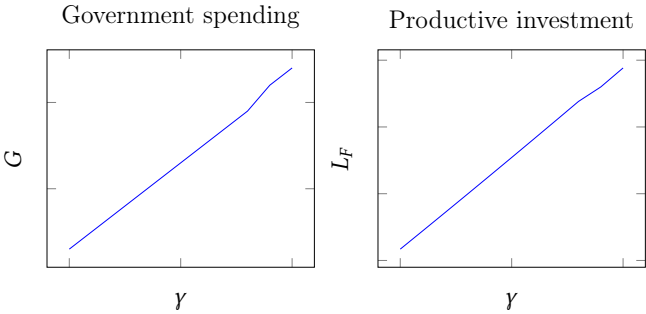 Government spending
Productive investment
G
L_F
γ
γ